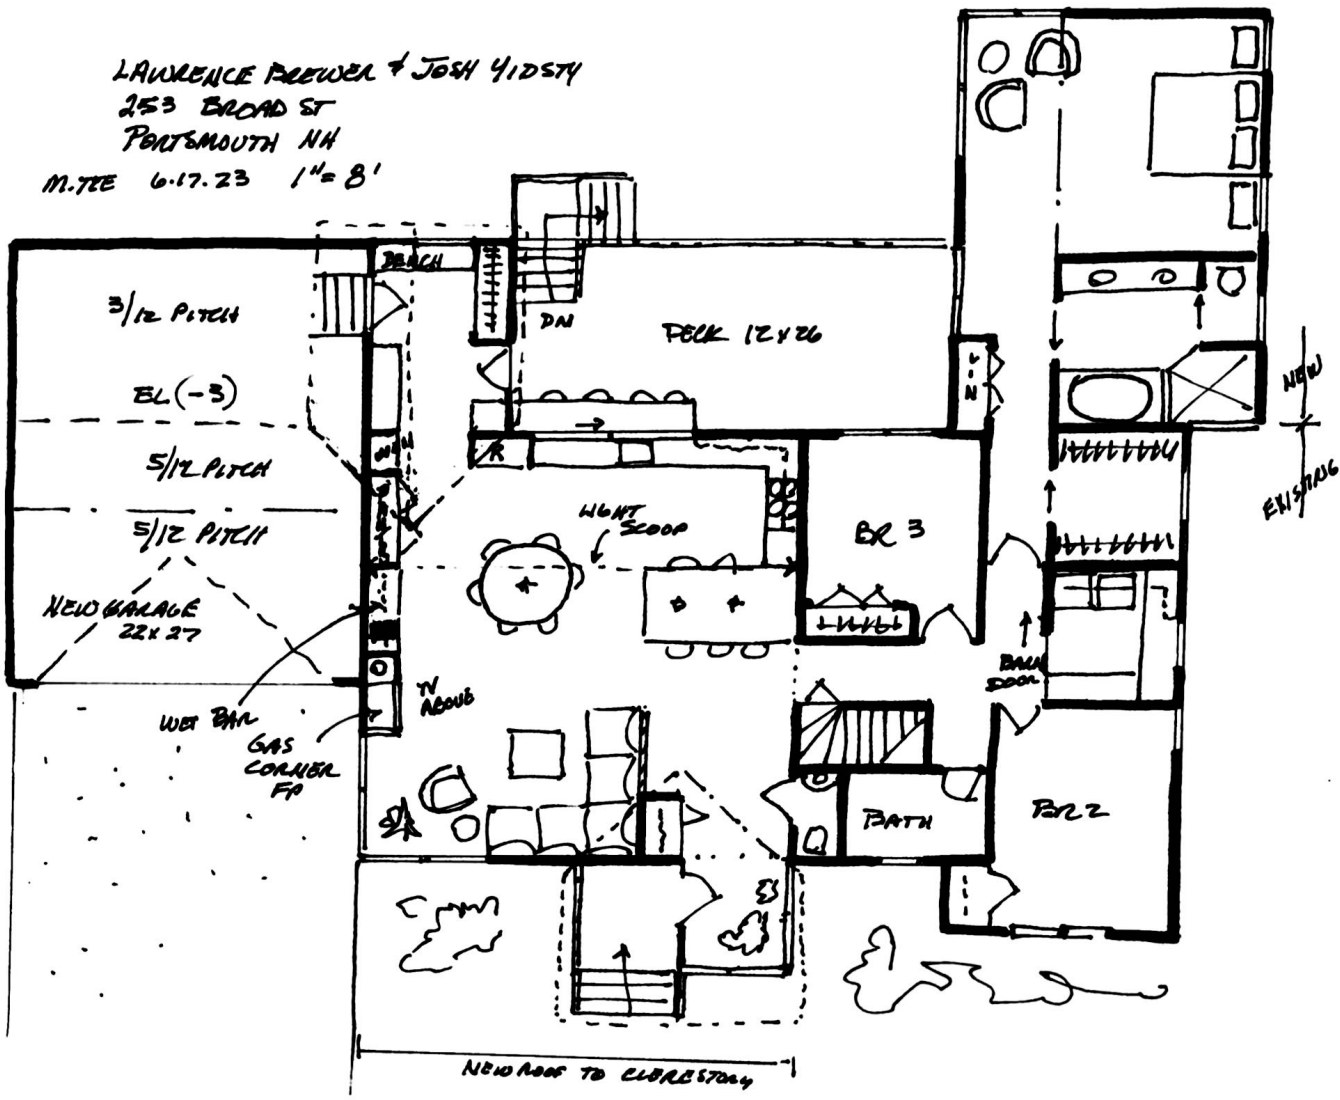 LAWRENCE BREWER & JOSH YIDSTY
253 BROAD ST
PORTSMOUTH NH
M.TEE 6.17.23 1"= 8'
BENCH
3/12 PITCH
DN
DECK 12x26
EL (-3)
LIN
NEW
EXISTING
5/12 PITCH
R
LIGHT
SCOOP
BR 3
5/12 PITCH
NEW GARAGE
22x27
BARN
DOOR
TV
ABOVE
WET BAR
GAS
CORNER
FP
BATH
BR 2
NEW ROOF TO CLERESTORY